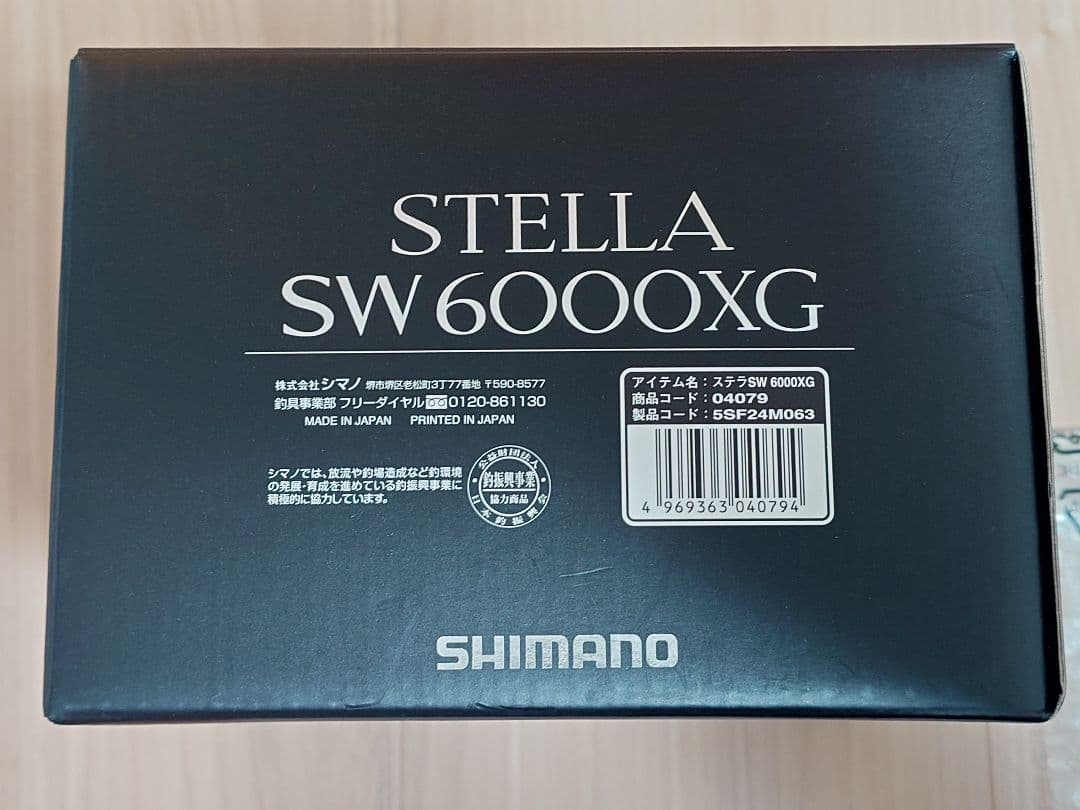 STELLA
SW 6000XG
株式会社シマノ 堺市堺区老松町3丁77番地 〒590-8577
釣具事業部 フリーダイヤル 0120-861130
MADE IN JAPAN PRINTED IN JAPAN
シマノでは、放流や釣場造成など釣環境
の発展・育成を進めている釣振興事業に
積極的に協力しています。
公益財団法人
釣振興事業
協力商品
日本釣振興会
アイテム名:ステラSW 6000XG
商品コード:04079
製品コード:5SF24M063
4 969363 040794
SHIMANO